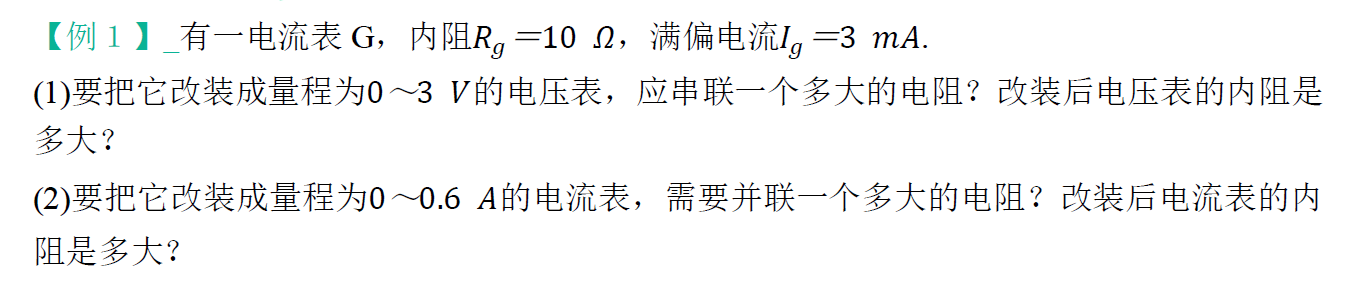 【例1】_有一电流表 G，内阻Rg＝10 Ω，满偏电流Ig＝3 mA.
(1)要把它改装成量程为0～3 V的电压表，应串联一个多大的电阻？改装后电压表的内阻是
多大？
(2)要把它改装成量程为0～0.6 A的电流表，需要并联一个多大的电阻？改装后电流表的内
阻是多大？